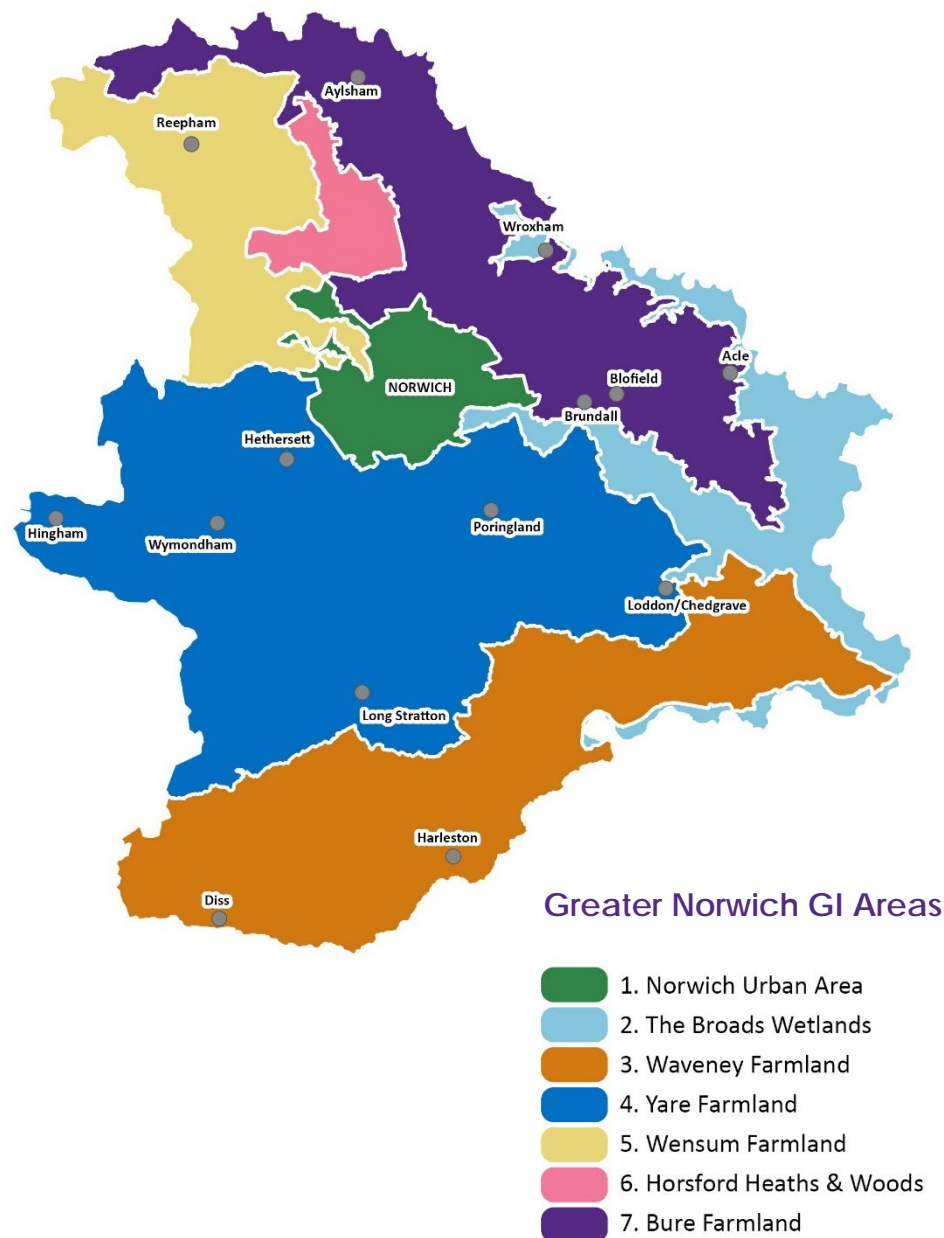 Aylsham
Reepham
Wroxham
Acle
NORWICH
Blofield
Brundall
Hethersett
Poringland
Hingham
Wymondham
Loddon/Chedgrave
Long Stratton
Harleston
Diss
Greater Norwich GI Areas
1. Norwich Urban Area
2. The Broads Wetlands
3. Waveney Farmland
4. Yare Farmland
5. Wensum Farmland
6. Horsford Heaths & Woods
7. Bure Farmland